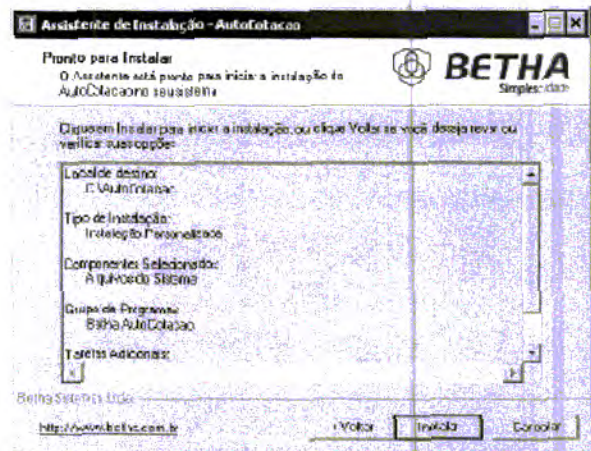 Assistente de Instalação - AutoCotacao
Pronto para Instalar
O Assistente está pronto para iniciar a instalação de
AutoCotacao no seu sistema
BETHA
Simplescidade
Clique em Instalar para iniciar a instalação, ou clique Voltar se você deseja rever ou
verificar suas opções
Local de destino:
C:\AutoCotacao
Tipo de Instalação:
Instalação Personalizada
Componentes Selecionados:
Arquivos do Sistema
Grupo de Programas:
Betha AutoCotacao
Tarefas Adicionais:
Betha Sistemas Ltda
http://www.betha.com.br
< Voltar
Instalar
Cancelar